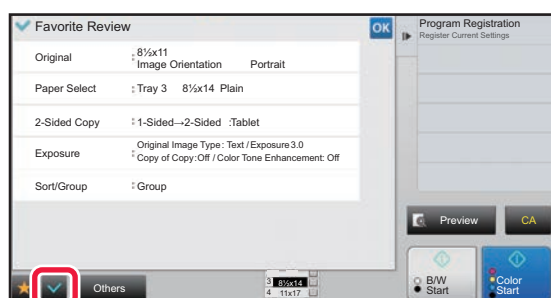 Favorite Review
OK
Original
8½x11
Image Orientation Portrait
Paper Select
Tray 3 8½x14 Plain
2-Sided Copy
1-Sided→2-Sided :Tablet
Exposure
Original Image Type : Text / Exposure 3.0
Copy of Copy:Off / Color Tone Enhancement: Off
Sort/Group
Group
Others
3 8½x14
4 11x17
Program Registration
Register Current Settings
Preview
CA
B/W
Start
Color
Start